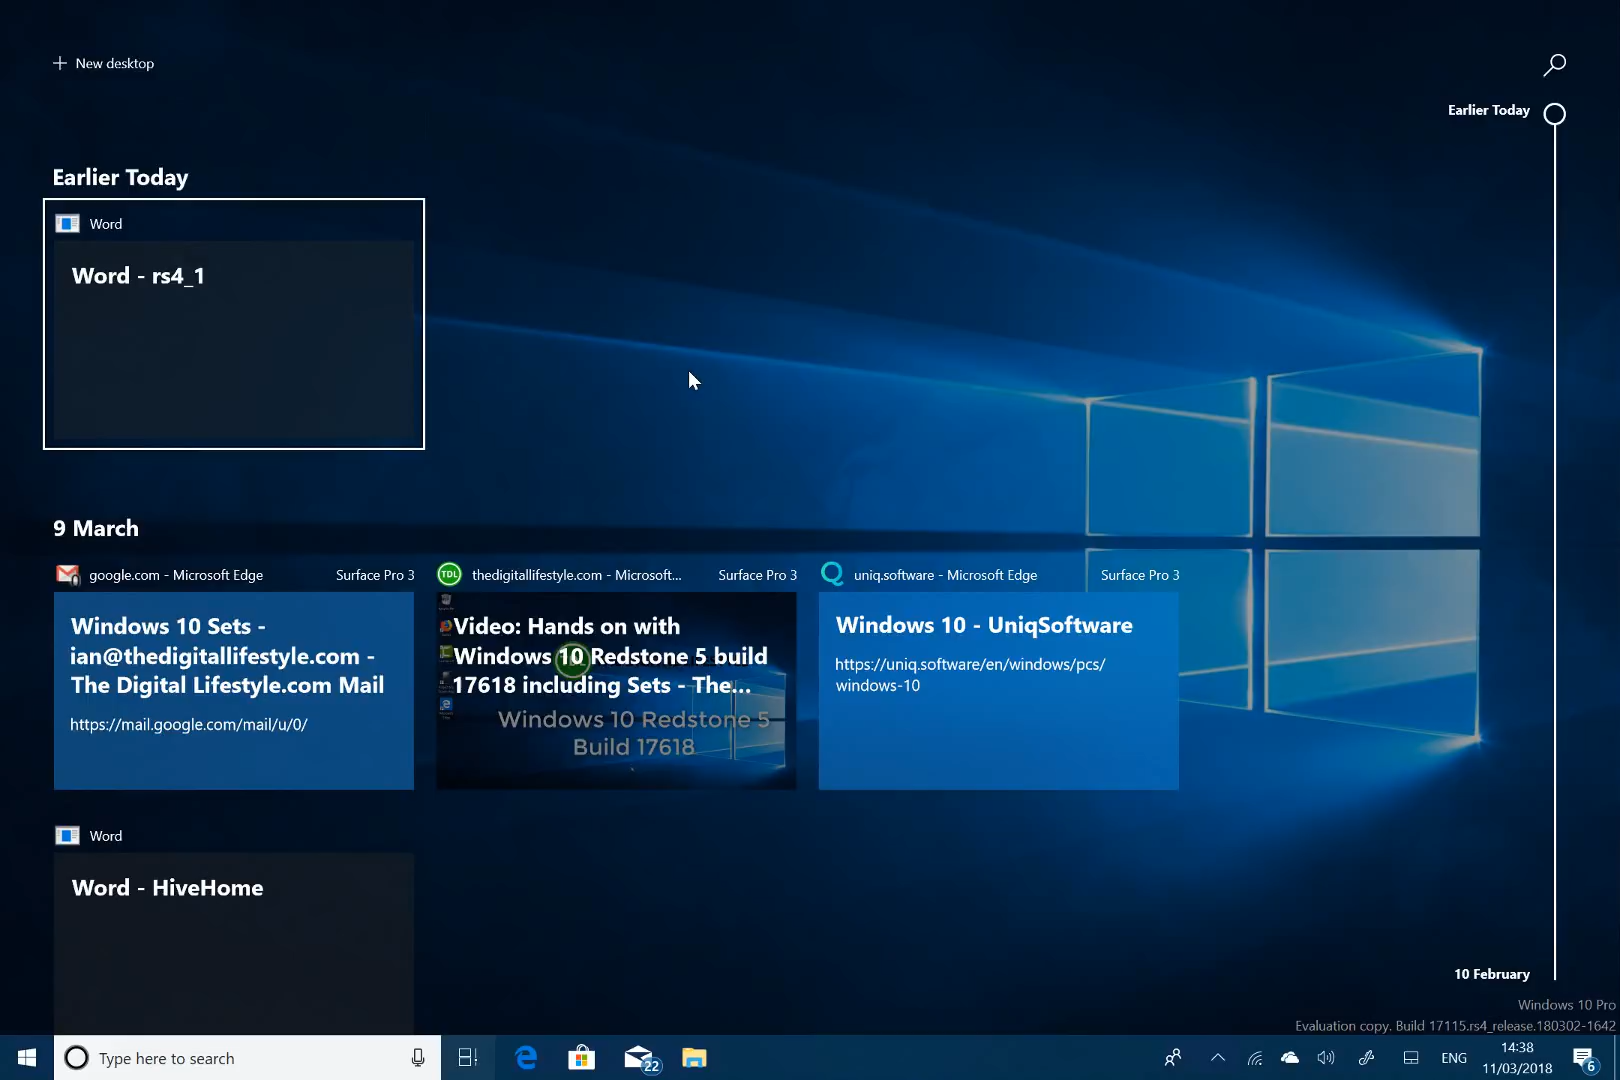 New desktop
Earlier Today
Earlier Today
Word
Word - rs4_1
9 March
google.com - Microsoft Edge Surface Pro 3
Windows 10 Sets -
ian@thedigitallifestyle.com -
The Digital Lifestyle.com Mail
https://mail.google.com/mail/u/0/
TDL thedigitallifestyle.com - Microsoft... Surface Pro 3
Video: Hands on with
Windows 10 Redstone 5 build
17618 including Sets - The...
Windows 10 Redstone 5
Build 17618
uniq.software - Microsoft Edge Surface Pro 3
Windows 10 - UniqSoftware
https://uniq.software/en/windows/pcs/
windows-10
Word
Word - HiveHome
10 February
Windows 10 Pro
Evaluation copy. Build 17115.rs4_release.180302-1642
Type here to search
22
ENG
14:38
11/03/2018
6